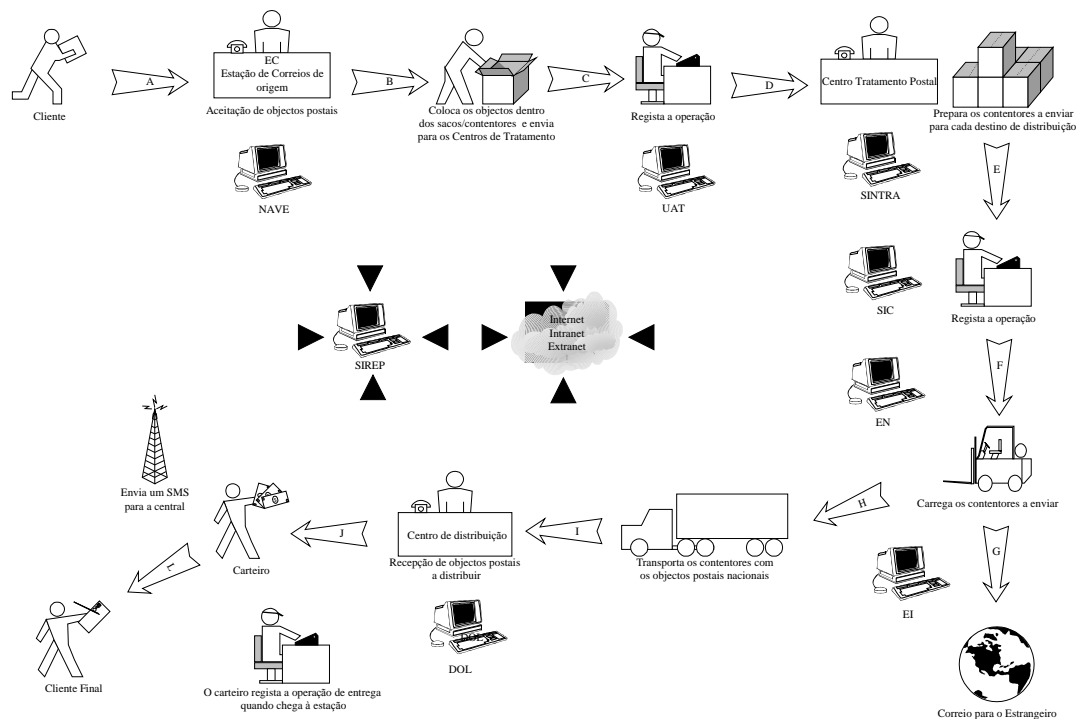 A
EC
Estação de Correios de
origem
B
C
D
Centro Tratamento Postal
Cliente
Aceitação de objectos postais
Coloca os objectos dentro
dos sacos/contentores e envia
para os Centros de Tratamento
Regista a operação
Prepara os contentores a enviar
para cada destino de distribuição
NAVE
UAT
SINTRA
E
SIC
Regista a operação
Internet
Intranet
Extranet
SIREP
F
EN
Envia um SMS
para a central
Carrega os contentores a enviar
H
G
Centro de distribuição
I
J
Recepção de objectos postais
a distribuir
Transporta os contentores com
os objectos postais nacionais
Carteiro
L
EI
DOL
DOL
Cliente Final
O carteiro regista a operação de entrega
quando chega à estação
Correio para o Estrangeiro